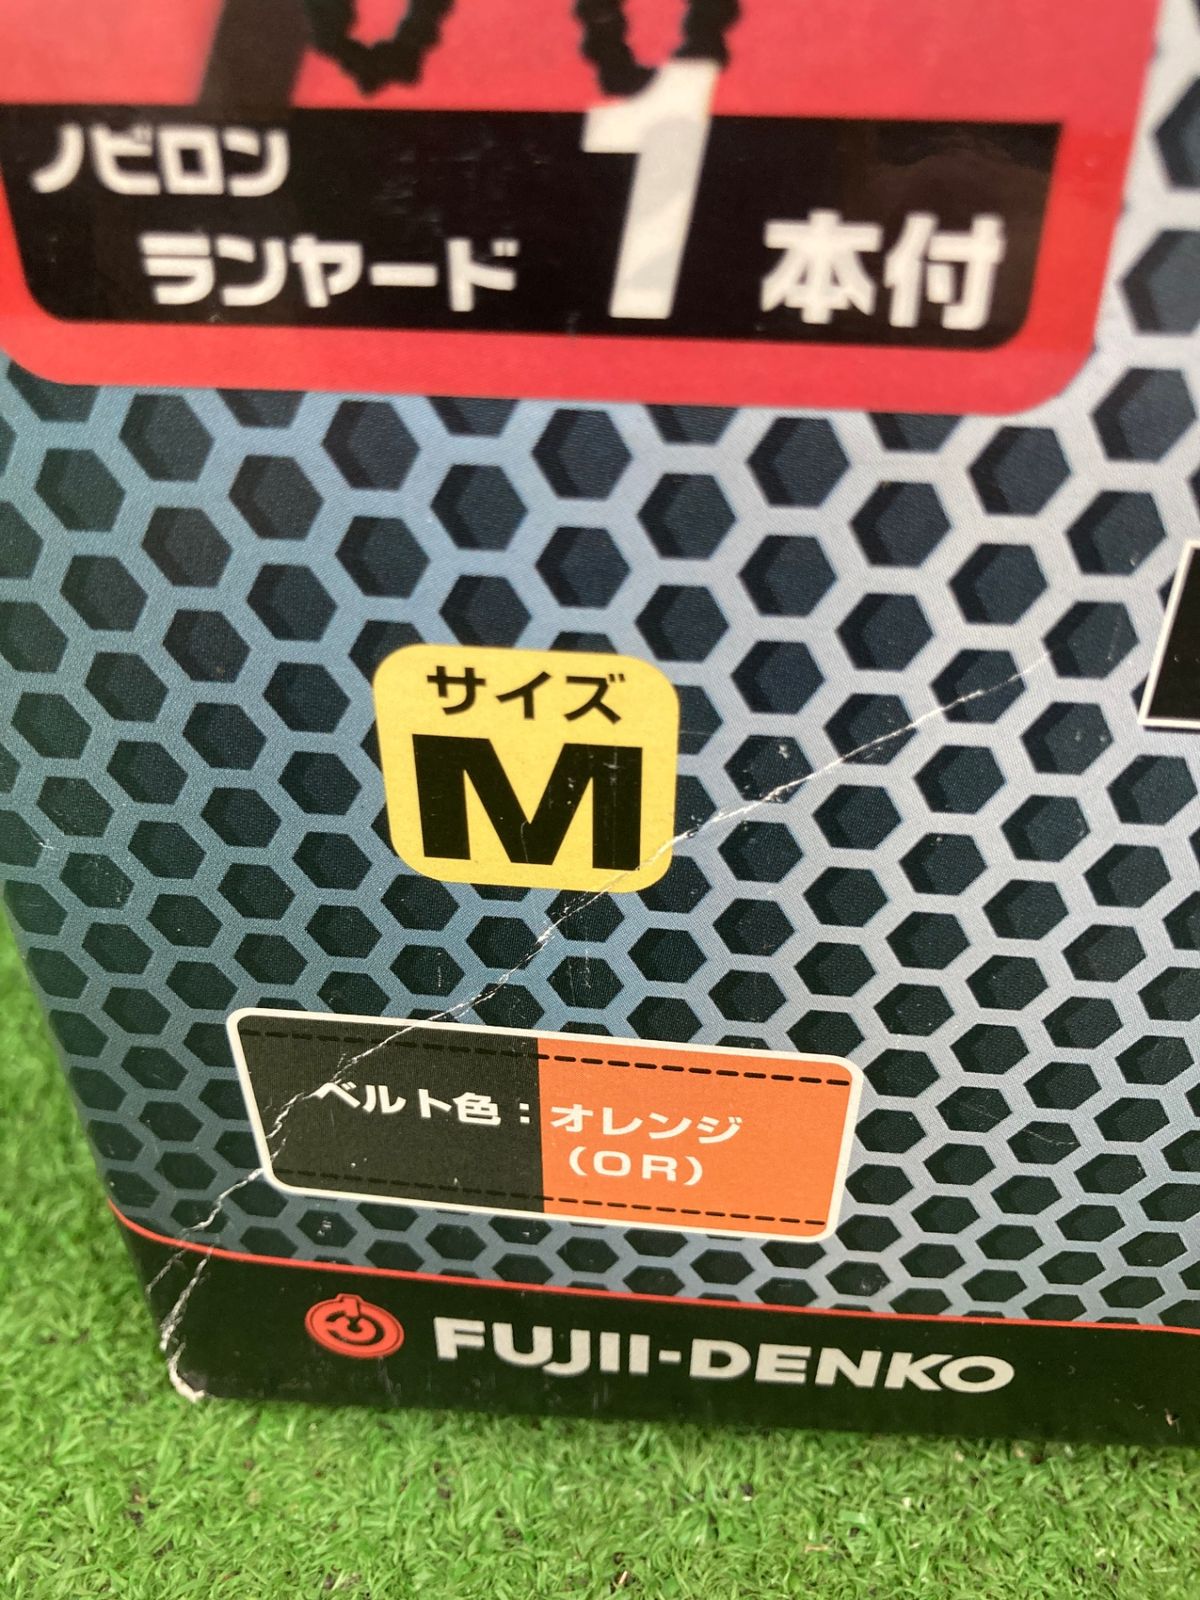 ノビロン
ランヤード1本付
サイズ
M
ベルト色：オレンジ
（OR）
FUJII-DENKO